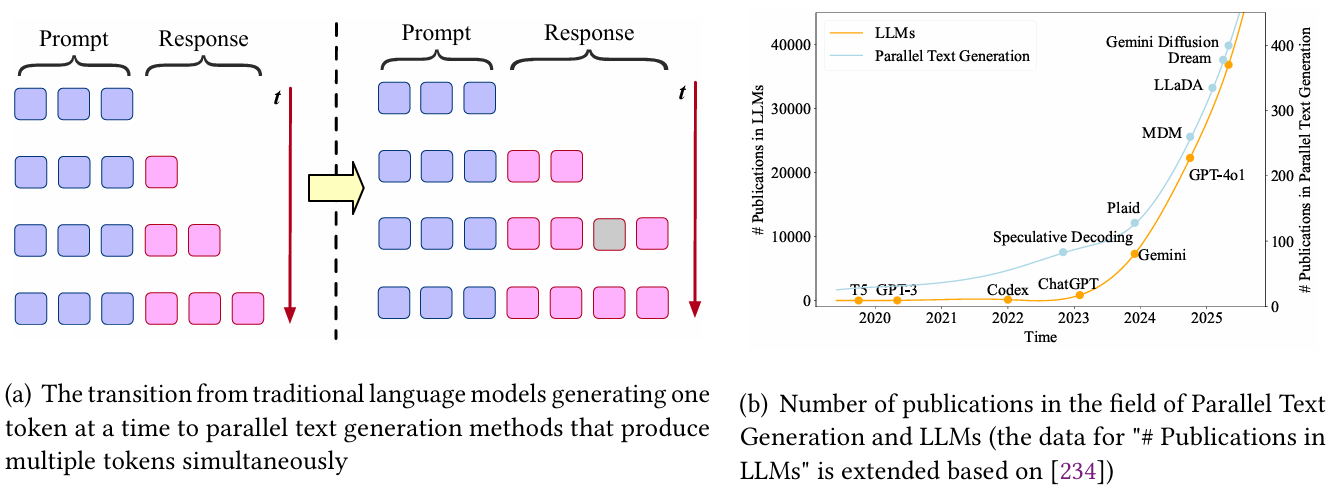 Prompt Response
t
Prompt Response
t
(a) The transition from traditional language models generating one
token at a time to parallel text generation methods that produce
multiple tokens simultaneously
LLMs
Parallel Text Generation
# Publications in LLMs
40000
30000
20000
10000
0
T5 GPT-3
Codex
ChatGPT
Gemini
GPT-4o1
Speculative Decoding
Plaid
MDM
LLaDA
Dream
Gemini Diffusion
400
300
200
100
0
# Publications in Parallel Text Generation
2020 2021 2022 2023 2024 2025
Time
(b) Number of publications in the field of Parallel Text
Generation and LLMs (the data for "# Publications in
LLMs" is extended based on [234])